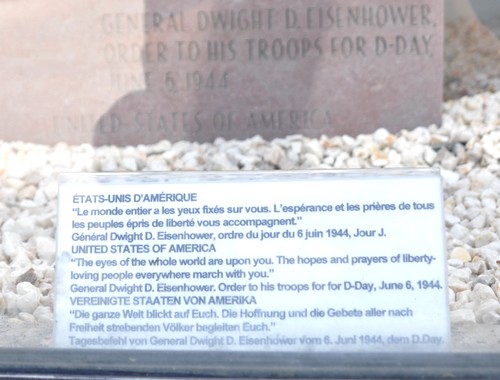 GENERAL DWIGHT D. EISENHOWER,
ORDER TO HIS TROOPS FOR D-DAY,
JUNE 6 1944
UNITED-STATES OF AMERICA
ÉTATS-UNIS D'AMÉRIQUE
"Le monde entier a les yeux fixés sur vous. L'espérance et les prières de tous
les peuples épris de liberté vous accompagnent."
Général Dwight D. Eisenhower, ordre du jour du 6 juin 1944, Jour J.
UNITED STATES OF AMERICA
"The eyes of the whole world are upon you. The hopes and prayers of liberty-
loving people everywhere march with you."
General Dwight D. Eisenhower. Order to his troops for for D-Day, June 6, 1944.
VEREINIGTE STAATEN VON AMERIKA
"Die ganze Welt blickt auf Euch. Die Hoffnung und die Gebete aller nach
Freiheit strebenden Völker begleiten Euch."
Tagesbefehl von General Dwight D. Eisenhower vom 6. Juni 1944, dem D.Day.